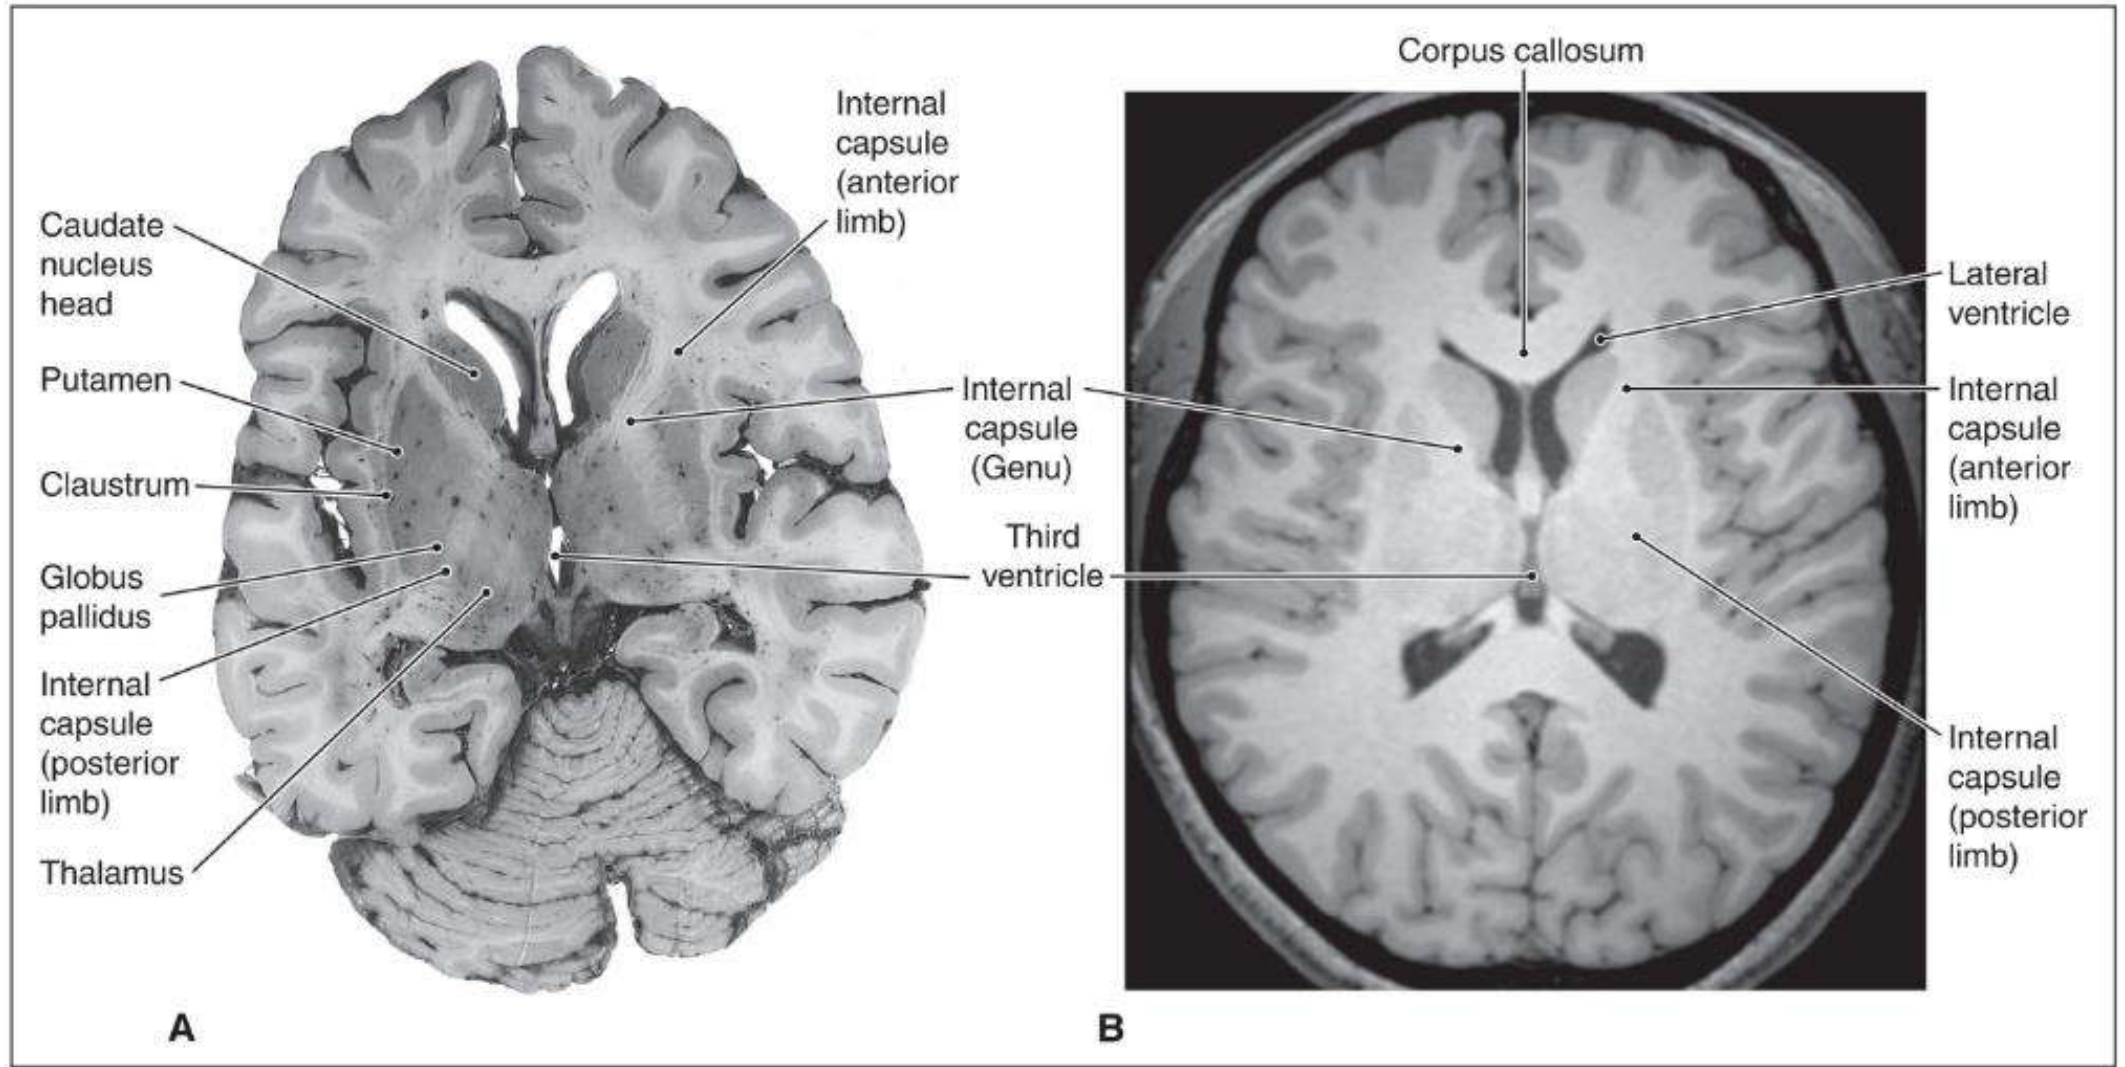 Caudate
nucleus
head
Putamen
Claustrum
Globus
pallidus
Internal
capsule
(posterior
limb)
Thalamus
Internal
capsule
(anterior
limb)
Internal
capsule
(Genu)
Third
ventricle
A
Corpus callosum
Lateral
ventricle
Internal
capsule
(anterior
limb)
Internal
capsule
(posterior
limb)
B